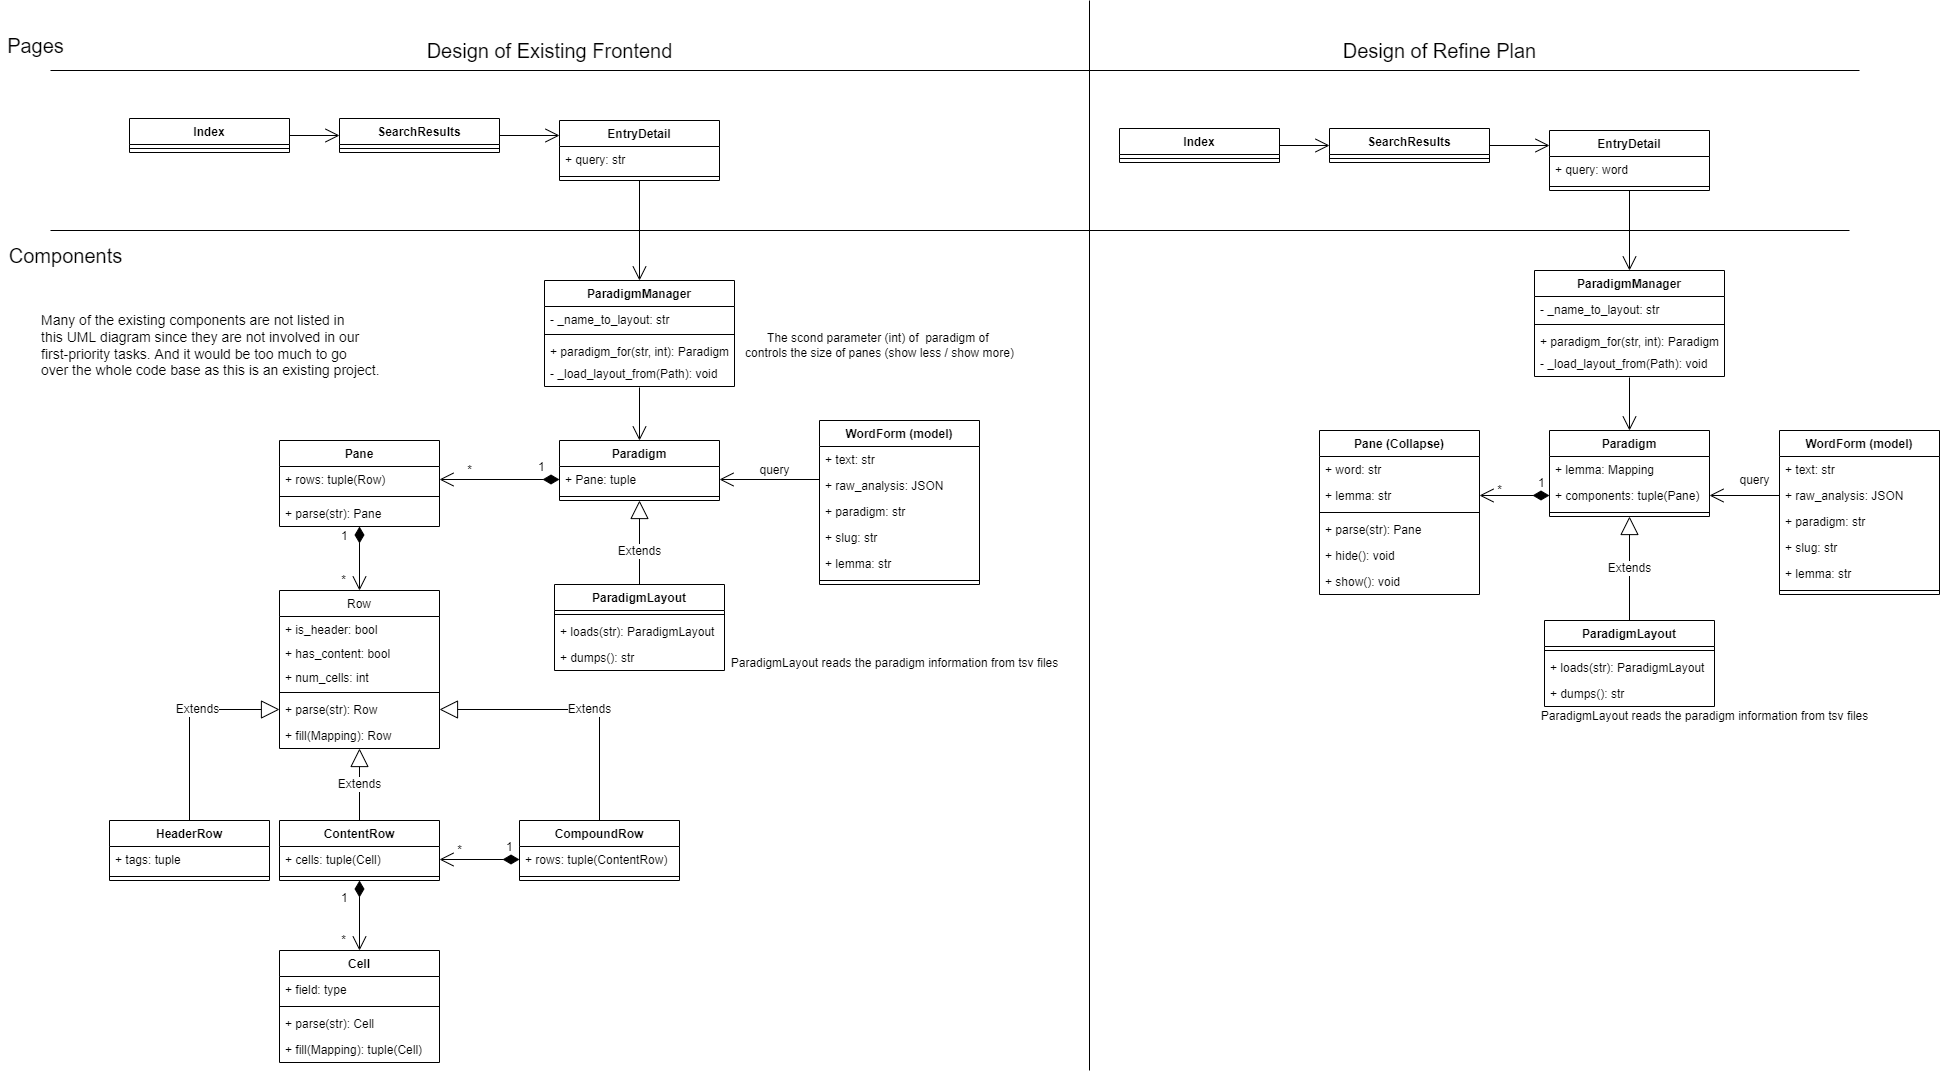 Pages
Design of Existing Frontend
Design of Refine Plan
Index
SearchResults
EntryDetail
+ query: str
Index
SearchResults
EntryDetail
+ query: word
Components
Many of the existing components are not listed in
this UML diagram since they are not involved in our
first-priority tasks. And it would be too much to go
over the whole code base as this is an existing project.
ParadigmManager
- _name_to_layout: str
+ paradigm_for(str, int): Paradigm
- _load_layout_from(Path): void
The scond parameter (int) of  paradigm of
controls the size of panes (show less / show more)
Pane
+ rows: tuple(Row)
+ parse(str): Pane
*
1
Paradigm
+ Pane: tuple
query
WordForm (model)
+ text: str
+ raw_analysis: JSON
+ paradigm: str
+ slug: str
+ lemma: str
Extends
ParadigmLayout
+ loads(str): ParadigmLayout
+ dumps(): str
ParadigmLayout reads the paradigm information from tsv files
1
*
Row
+ is_header: bool
+ has_content: bool
+ num_cells: int
+ parse(str): Row
+ fill(Mapping): Row
Extends
Extends
Extends
HeaderRow
+ tags: tuple
ContentRow
+ cells: tuple(Cell)
*
1
CompoundRow
+ rows: tuple(ContentRow)
1
*
Cell
+ field: type
+ parse(str): Cell
+ fill(Mapping): tuple(Cell)
ParadigmManager
- _name_to_layout: str
+ paradigm_for(str, int): Paradigm
- _load_layout_from(Path): void
Pane (Collapse)
+ word: str
+ lemma: str
+ parse(str): Pane
+ hide(): void
+ show(): void
*
1
Paradigm
+ lemma: Mapping
+ components: tuple(Pane)
query
WordForm (model)
+ text: str
+ raw_analysis: JSON
+ paradigm: str
+ slug: str
+ lemma: str
Extends
ParadigmLayout
+ loads(str): ParadigmLayout
+ dumps(): str
ParadigmLayout reads the paradigm information from tsv files